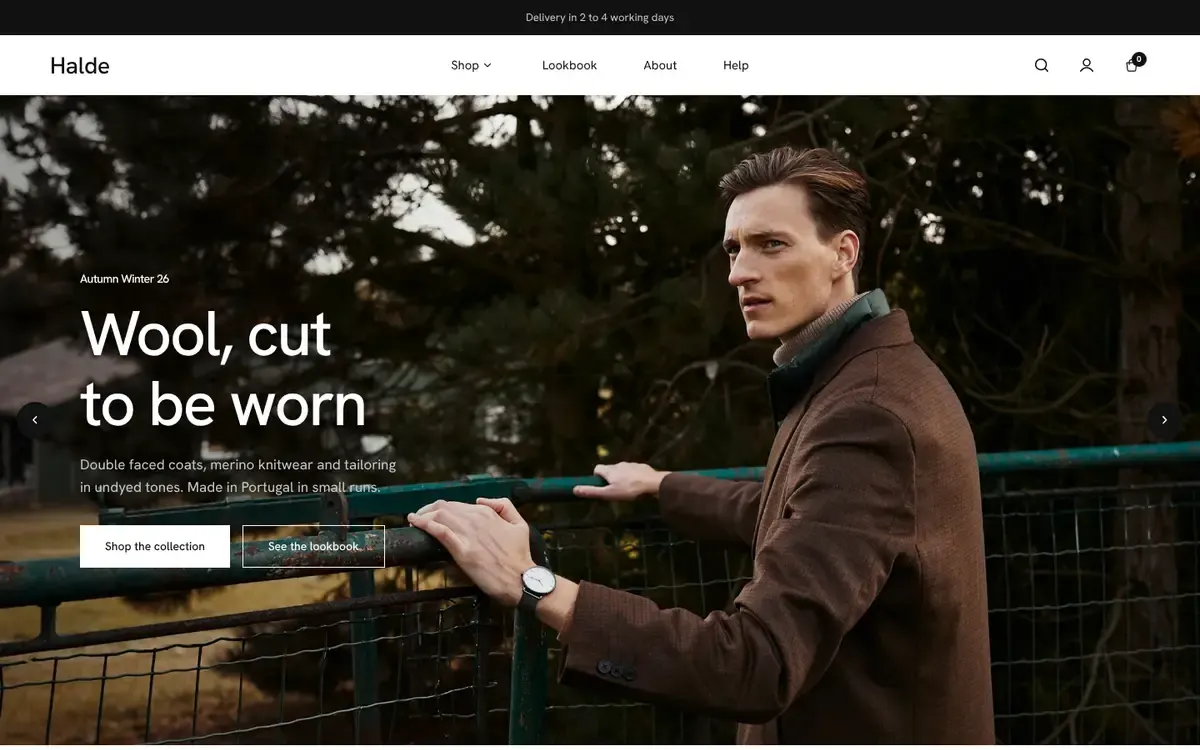 Delivery in 2 to 4 working days
Halde
Shop
Lookbook
About
Help
0
Autumn Winter 26
Wool, cut
to be worn
Double faced coats, merino knitwear and tailoring
in undyed tones. Made in Portugal in small runs.
Shop the collection
See the lookbook